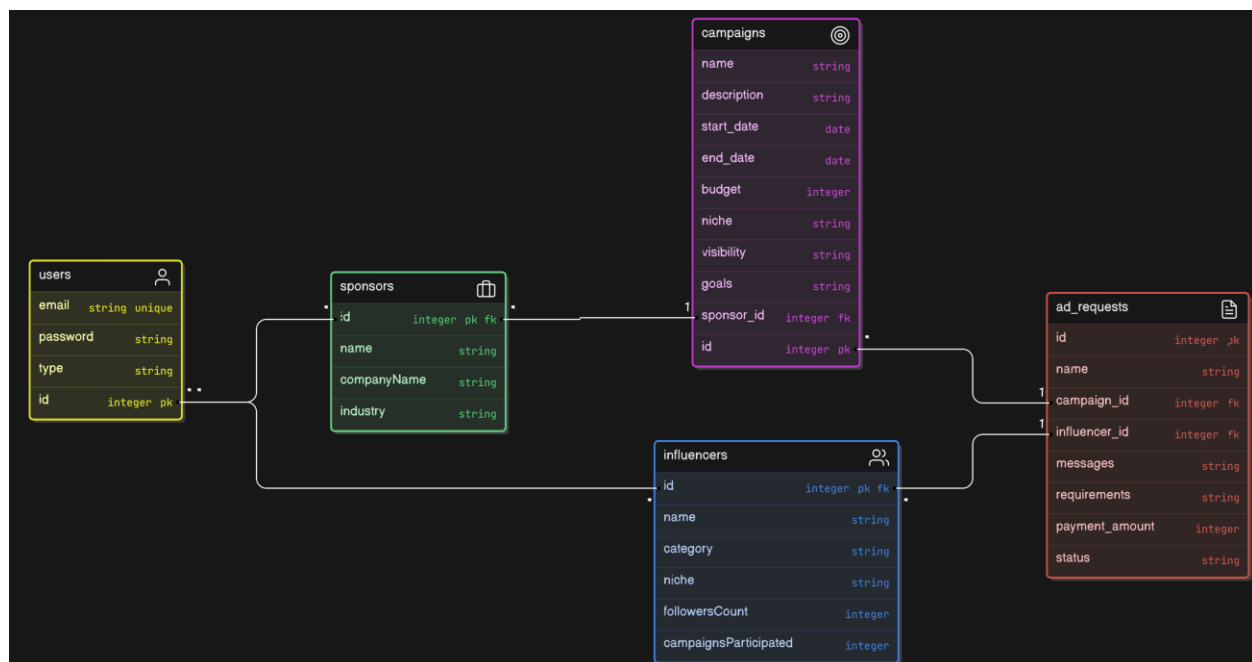 campaigns
name string
description string
start_date date
end_date date
budget integer
niche string
visibility string
goals string
sponsor_id integer fk
id integer pk
users
email string unique
password string
type string
id integer pk
sponsors
id integer pk fk
name string
companyName string
industry string
influencers
id integer pk fk
name string
category string
niche string
followersCount integer
campaignsParticipated integer
ad_requests
id integer pk
name string
campaign_id integer fk
influencer_id integer fk
messages string
requirements string
payment_amount integer
status string
* *
*
*
1
*
1
1
*
*